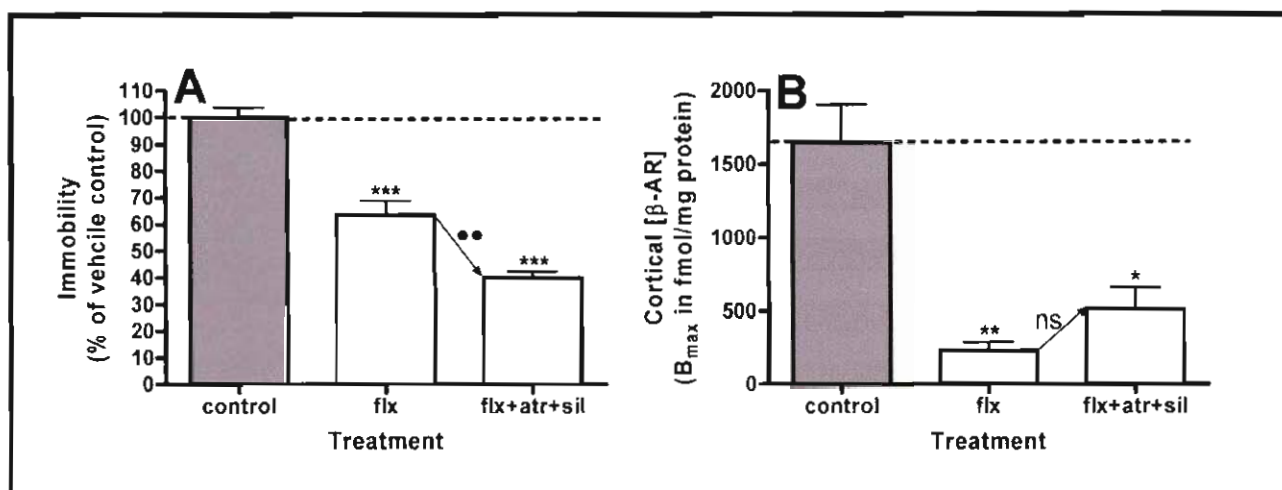 A
110
100
90
80
70
60
50
40
30
20
10
0
Immobility
(% of vehcile control)
***
••
***
control flx flx+atr+sil
Treatment
B
2000
1500
1000
500
0
Cortical [β-AR]
(Bmax in fmol/mg protein)
**
ns
*
control flx flx+atr+sil
Treatment